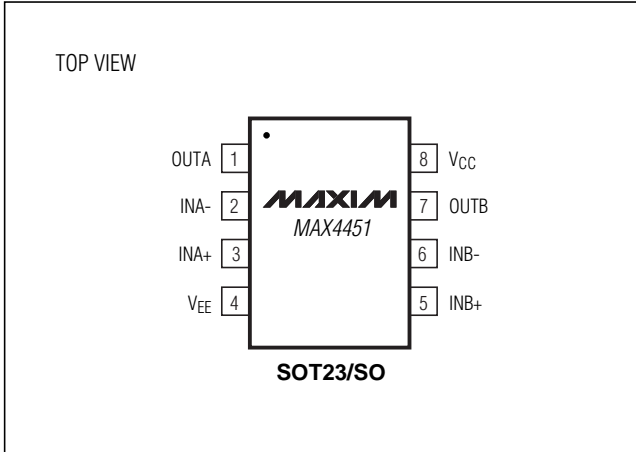 TOP VIEW
OUTA 1
INA- 2
INA+ 3
VEE 4
MAXIM
MAX4451
8 VCC
7 OUTB
6 INB-
5 INB+
SOT23/SO